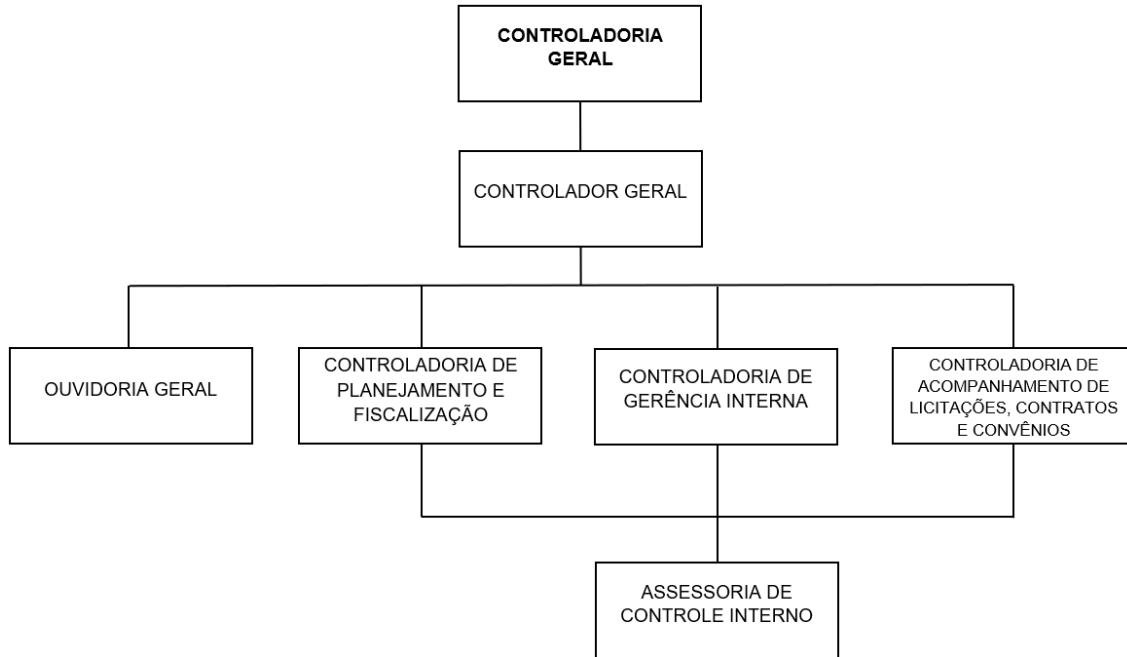 CONTROLADORIA
GERAL
CONTROLADOR GERAL
OUVIDORIA GERAL
CONTROLADORIA DE
PLANEJAMENTO E
FISCALIZAÇÃO
CONTROLADORIA DE
GERÊNCIA INTERNA
CONTROLADORIA DE
ACOMPANHAMENTO DE
LICITAÇÕES, CONTRATOS
E CONVÊNIOS
ASSESSORIA DE
CONTROLE INTERNO